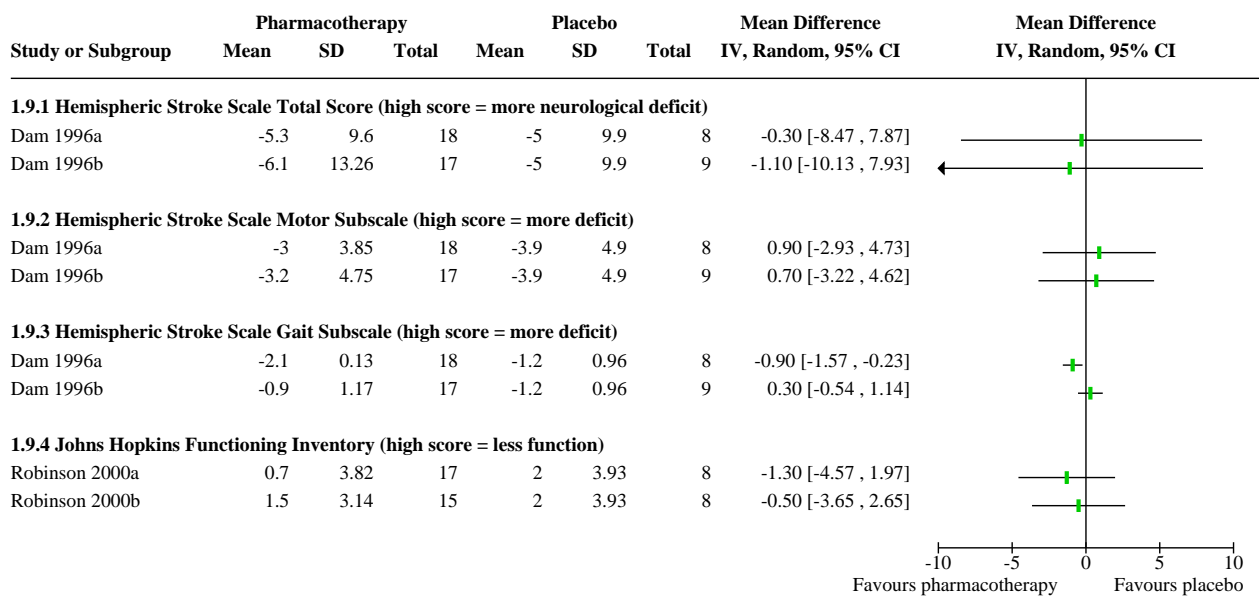 Pharmacotherapy Placebo Mean Difference Mean Difference
Study or Subgroup Mean SD Total Mean SD Total IV, Random, 95% CI IV, Random, 95% CI
1.9.1 Hemispheric Stroke Scale Total Score (high score = more neurological deficit)
Dam 1996a -5.3 9.6 18 -5 9.9 8 -0.30 [-8.47 , 7.87]
Dam 1996b -6.1 13.26 17 -5 9.9 9 -1.10 [-10.13 , 7.93]
1.9.2 Hemispheric Stroke Scale Motor Subscale (high score = more deficit)
Dam 1996a -3 3.85 18 -3.9 4.9 8 0.90 [-2.93 , 4.73]
Dam 1996b -3.2 4.75 17 -3.9 4.9 9 0.70 [-3.22 , 4.62]
1.9.3 Hemispheric Stroke Scale Gait Subscale (high score = more deficit)
Dam 1996a -2.1 0.13 18 -1.2 0.96 8 -0.90 [-1.57 , -0.23]
Dam 1996b -0.9 1.17 17 -1.2 0.96 9 0.30 [-0.54 , 1.14]
1.9.4 Johns Hopkins Functioning Inventory (high score = less function)
Robinson 2000a 0.7 3.82 17 2 3.93 8 -1.30 [-4.57 , 1.97]
Robinson 2000b 1.5 3.14 15 2 3.93 8 -0.50 [-3.65 , 2.65]
-10 -5 0 5 10
Favours pharmacotherapy Favours placebo